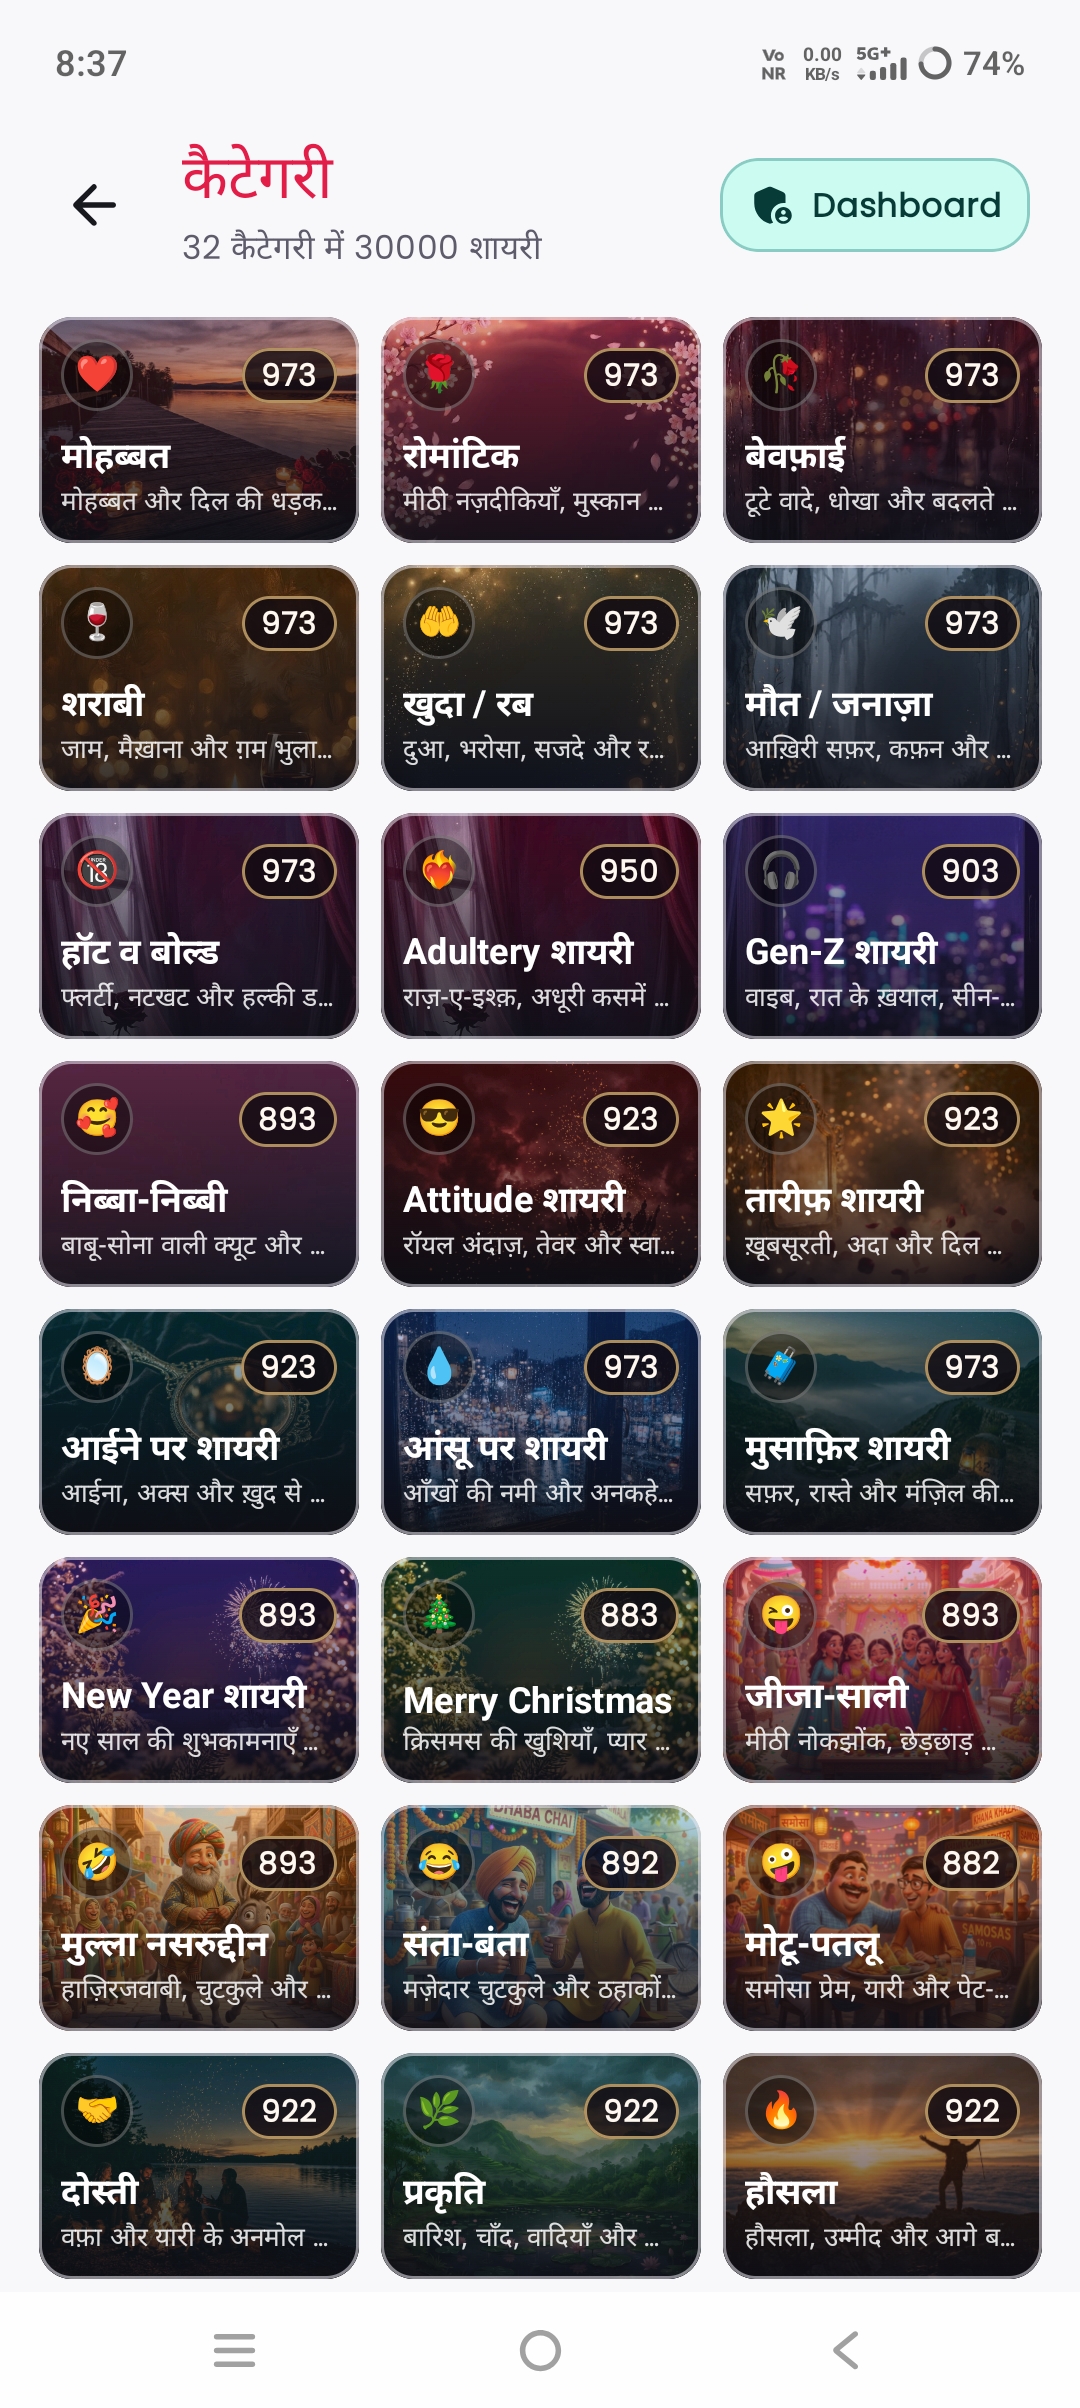 8:37
Vo NR 0.00 KB/s 5G+ 74%
कैटेगरी
32 कैटेगरी में 30000 शायरी
Dashboard
973
मोहब्बत
मोहब्बत और दिल की धड़क...
973
रोमांटिक
मीठी नज़दीकियाँ, मुस्कान ...
973
बेवफ़ाई
टूटे वादे, धोखा और बदलते ...
973
शराबी
जाम, मैख़ाना और ग़म भुला...
973
खुदा / रब
दुआ, भरोसा, सजदे और र...
973
मौत / जनाज़ा
आख़िरी सफ़र, कफ़न और ...
973
हॉट व बोल्ड
फ्लर्टी, नटखट और हल्की ड...
950
Adultery शायरी
राज़-ए-इश्क़, अधूरी कसमें ...
903
Gen-Z शायरी
वाइब, रात के ख़याल, सीन-...
893
निब्बा-निब्बी
बाबू-सोना वाली क्यूट और ...
923
Attitude शायरी
रॉयल अंदाज़, तेवर और स्वा...
923
तारीफ़ शायरी
ख़ूबसूरती, अदा और दिल ...
923
आईने पर शायरी
आईना, अक्स और ख़ुद से ...
973
आंसू पर शायरी
आँखों की नमी और अनकहे...
973
मुसाफ़िर शायरी
सफ़र, रास्ते और मंज़िल की...
893
New Year शायरी
नए साल की शुभकामनाएँ ...
883
Merry Christmas
क्रिसमस की खुशियाँ, प्यार ...
893
जीजा-साली
मीठी नोकझोंक, छेड़छाड़ ...
893
मुल्ला नसरुद्दीन
हाज़िरजवाबी, चुटकुले और ...
DHABA CHAI
892
संता-बंता
मज़ेदार चुटकुले और ठहाकों...
समोसा
882
SAMOSAS
मोटू-पतलू
समोसा प्रेम, यारी और पेट-...
922
दोस्ती
वफ़ा और यारी के अनमोल ...
922
प्रकृति
बारिश, चाँद, वादियाँ और ...
922
हौसला
हौसला, उम्मीद और आगे ब...